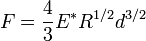 F = \frac{4}{3} E^* R^{1/2} d^{3/2}